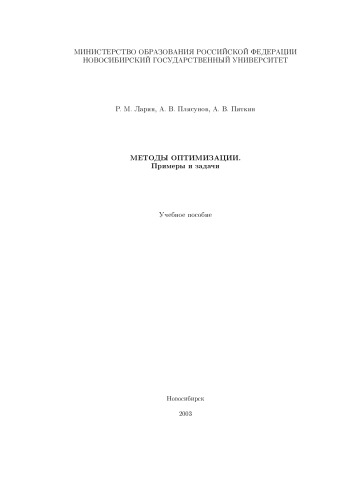 МИНИСТЕРСТВО ОБРАЗОВАНИЯ РОССИЙСКОЙ ФЕДЕРАЦИИ
НОВОСИБИРСКИЙ ГОСУДАРСТВЕННЫЙ УНИВЕРСИТЕТ
Р. М. Ларин, А. В. Плясунов, А. В. Пяткин
МЕТОДЫ ОПТИМИЗАЦИИ.
Примеры и задачи
Учебное пособие
Новосибирск
2003